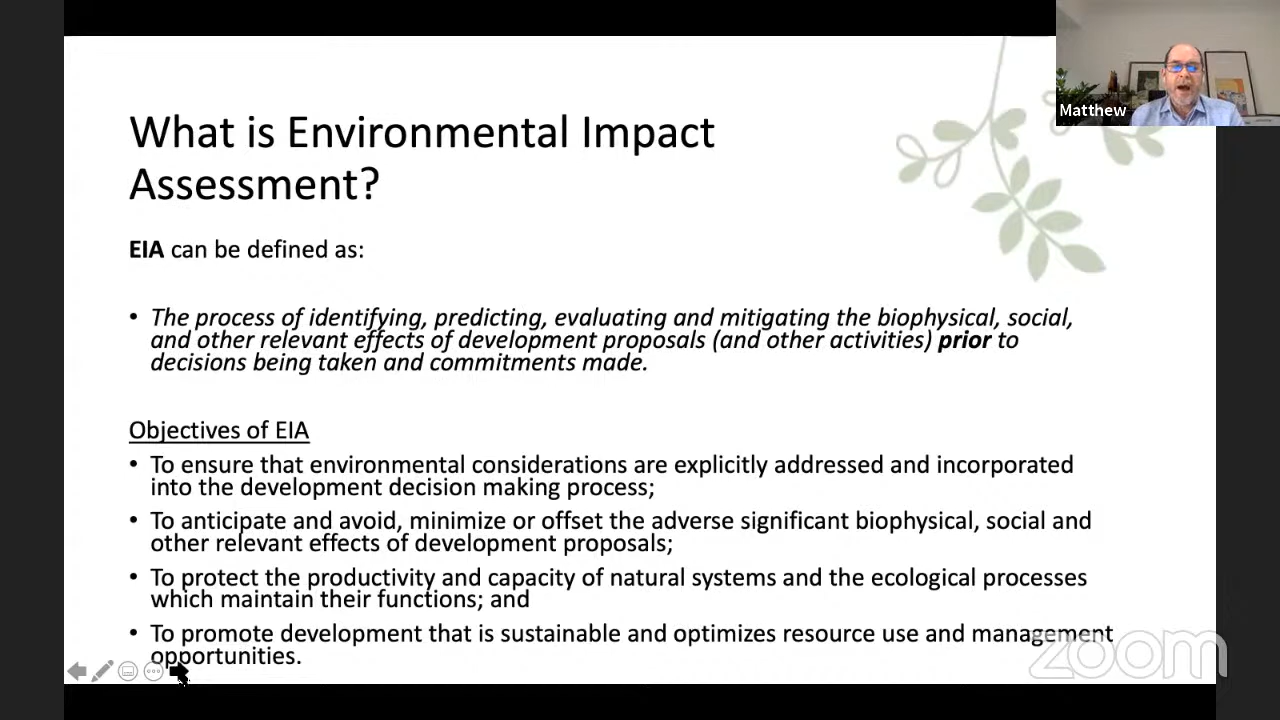 What is Environmental Impact
Assessment?
EIA can be defined as:
• The process of identifying, predicting, evaluating and mitigating the biophysical, social,
and other relevant effects of development proposals (and other activities) prior to
decisions being taken and commitments made.
Objectives of EIA
• To ensure that environmental considerations are explicitly addressed and incorporated
into the development decision making process;
• To anticipate and avoid, minimize or offset the adverse significant biophysical, social and
other relevant effects of development proposals;
• To protect the productivity and capacity of natural systems and the ecological processes
which maintain their functions; and
• To promote development that is sustainable and optimizes resource use and management
opportunities.
Matthew
zoom